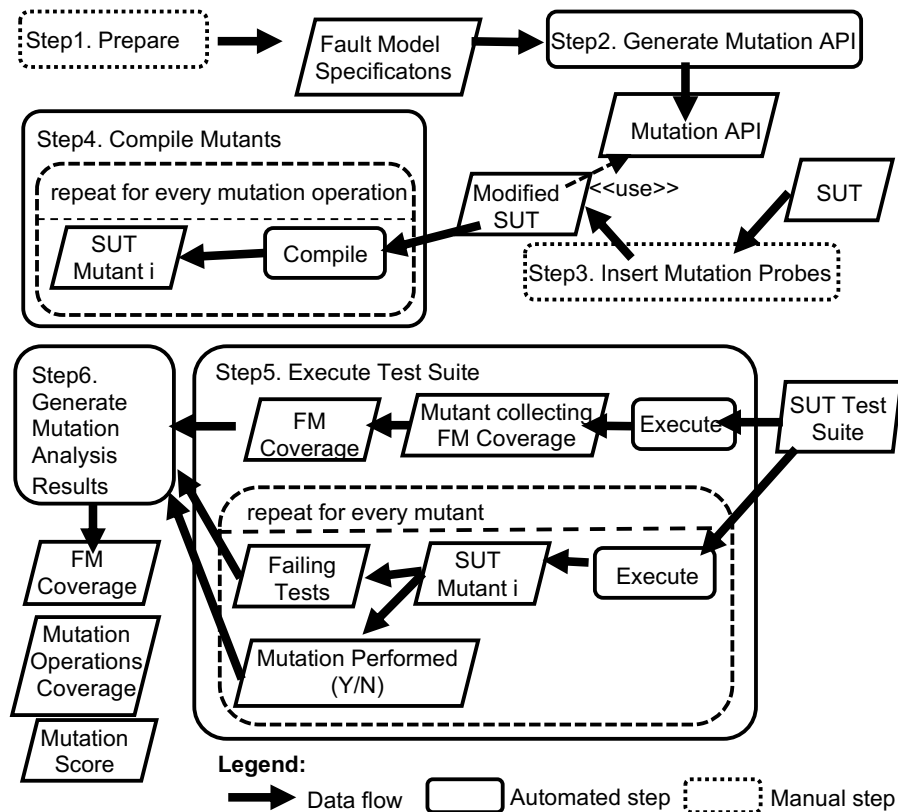 Step1. Prepare
Fault Model
Specificatons
Step2. Generate Mutation API
Mutation API
Step4. Compile Mutants
repeat for every mutation operation
SUT
Mutant i
Compile
Modified
SUT
<<use>>
SUT
Step3. Insert Mutation Probes
Step6.
Generate
Mutation
Analysis
Results
Step5. Execute Test Suite
FM
Coverage
Mutant collecting
FM Coverage
Execute
SUT Test
Suite
repeat for every mutant
Failing
Tests
SUT
Mutant i
Execute
Mutation Performed
(Y/N)
FM
Coverage
Mutation
Operations
Coverage
Mutation
Score
Legend:
Data flow
Automated step
Manual step